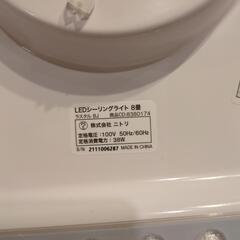 LEDシーリングライト 8畳
ラスタル 8J 商品CD:8380174
株式会社 ニトリ
定格電圧:100V 50Hz/60Hz
定格消費電力:38W
S/N 2111006287 MADE IN CHINA